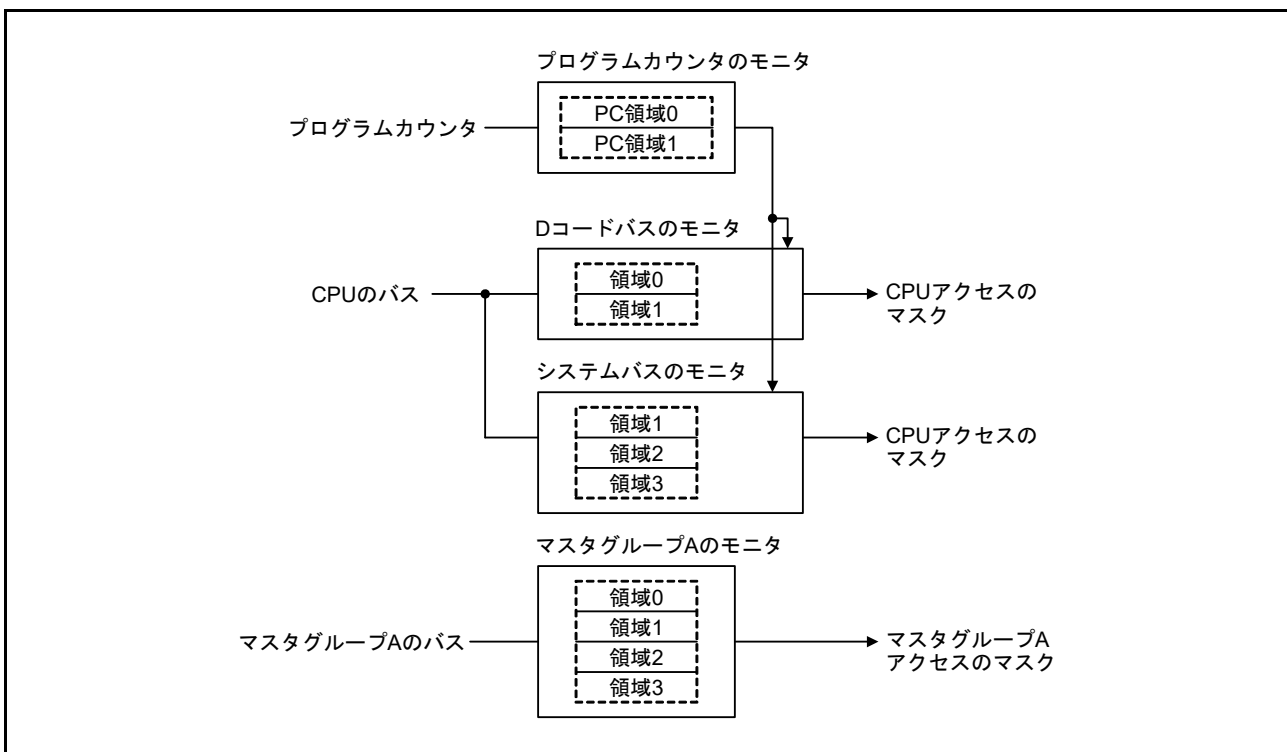 プログラムカウンタのモニタ
プログラムカウンタ
PC領域0
PC領域1
Dコードバスのモニタ
CPUのバス
領域0
領域1
CPUアクセスの
マスク
システムバスのモニタ
領域1
領域2
領域3
CPUアクセスの
マスク
マスタグループAのモニタ
マスタグループAのバス
領域0
領域1
領域2
領域3
マスタグループA
アクセスのマスク